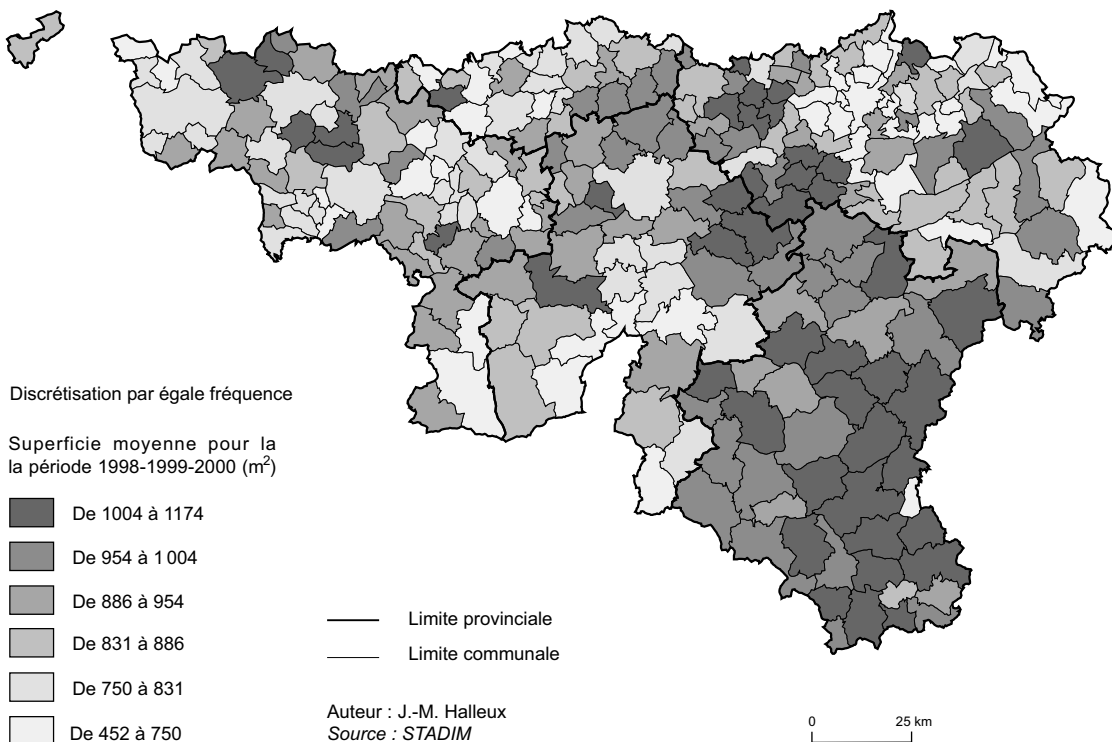 Discrétisation par égale fréquence
Superficie moyenne pour la
la période 1998-1999-2000 (m²)
De 1004 à 1174
De 954 à 1 004
De 886 à 954
De 831 à 886
De 750 à 831
De 452 à 750
Limite provinciale
Limite communale
Auteur : J.-M. Halleux
Source : STADIM
0 25 km